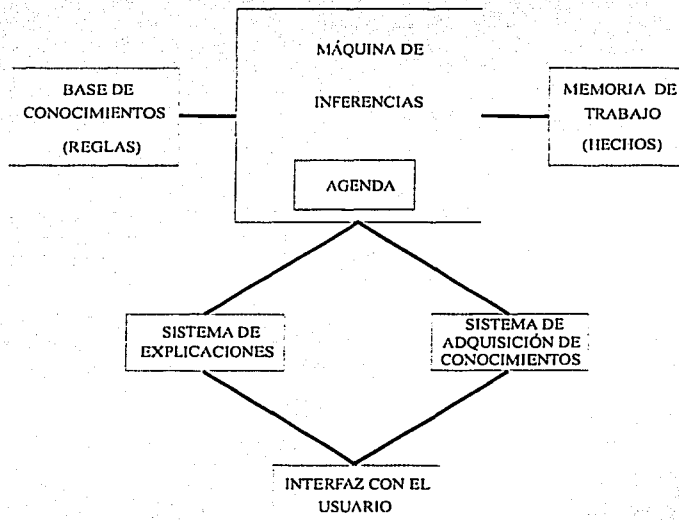 MÁQUINA DE
INFERENCIAS
AGENDA
BASE DE
CONOCIMIENTOS
(REGLAS)
MEMORIA DE
TRABAJO
(HECHOS)
SISTEMA DE
EXPLICACIONES
SISTEMA DE
ADQUISICIÓN DE
CONOCIMIENTOS
INTERFAZ CON EL
USUARIO